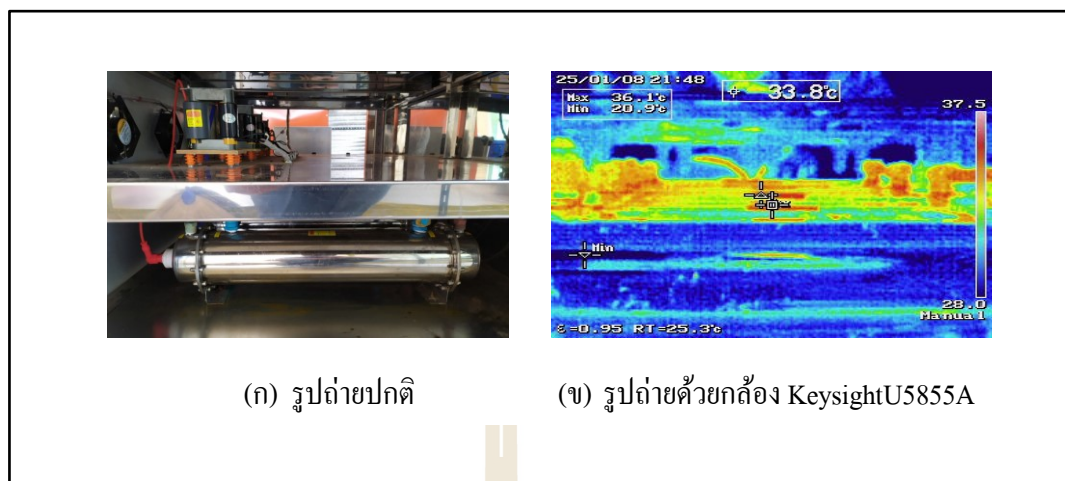 25/01/08 21:48
Max 36.1°c
Min 20.9°c
33.8°c
37.5
Min
28.0
Manual
ε=0.95 RT=25.3°c
(ก) รูปถ่ายปกติ
(ข) รูปถ่ายด้วยกล้อง KeysightU5855A